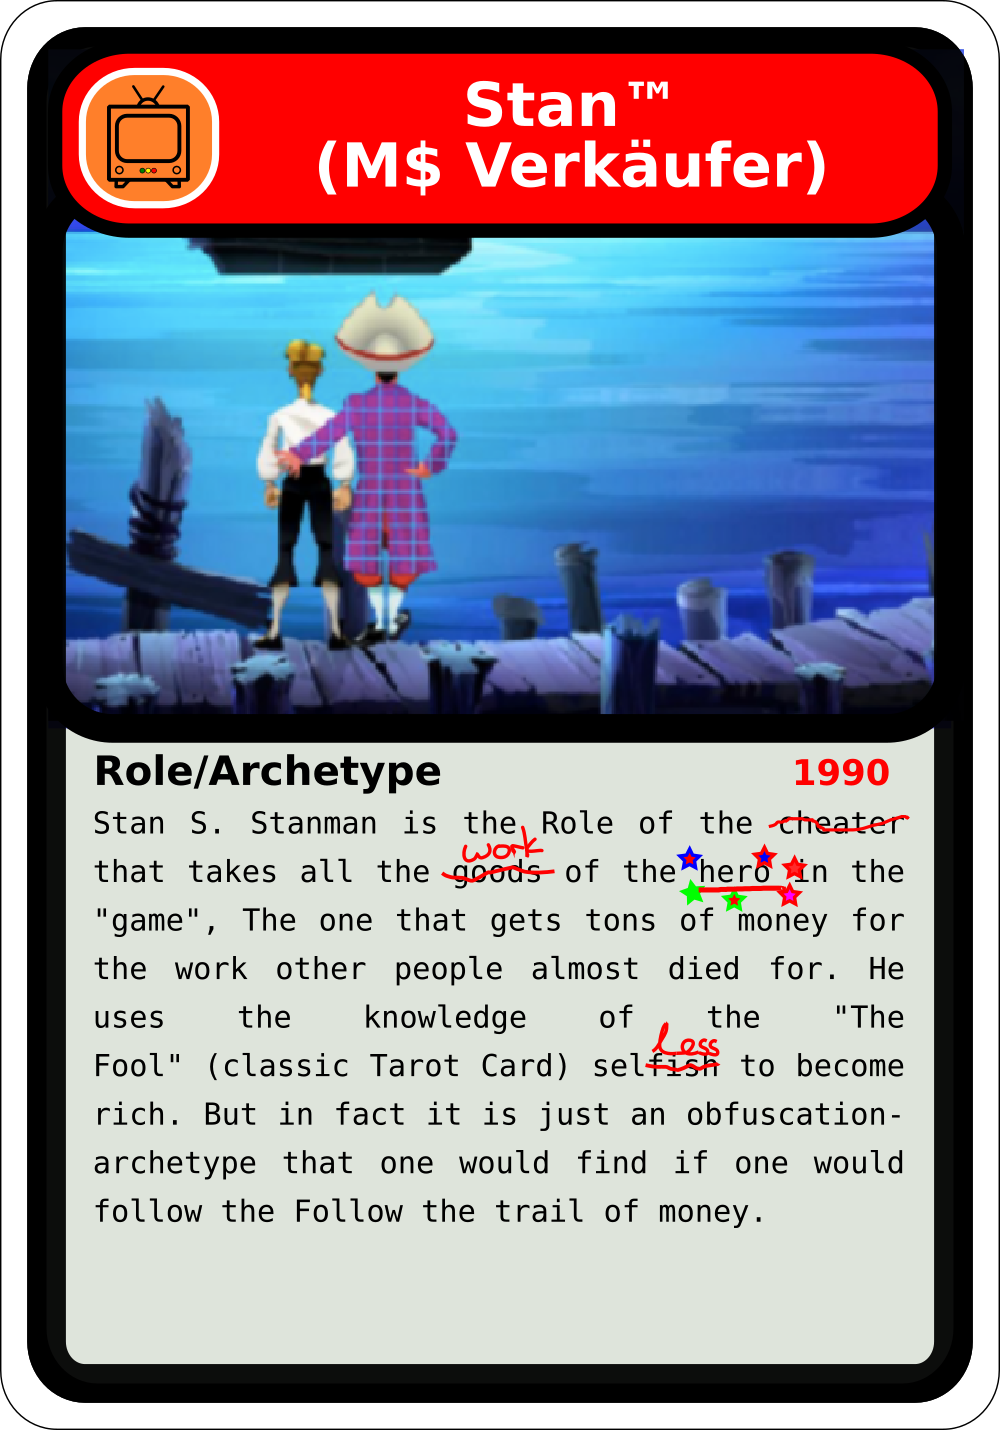 Stan™
(M$ Verkäufer)
Role/Archetype 1990
Stan S. Stanman is the Role of the cheater
work
that takes all the goods of the hero in the
"game", The one that gets tons of money for
the work other people almost died for. He
uses the knowledge of the "The
less
Fool" (classic Tarot Card) selfish to become
rich. But in fact it is just an obfuscation-
archetype that one would find if one would
follow the Follow the trail of money.